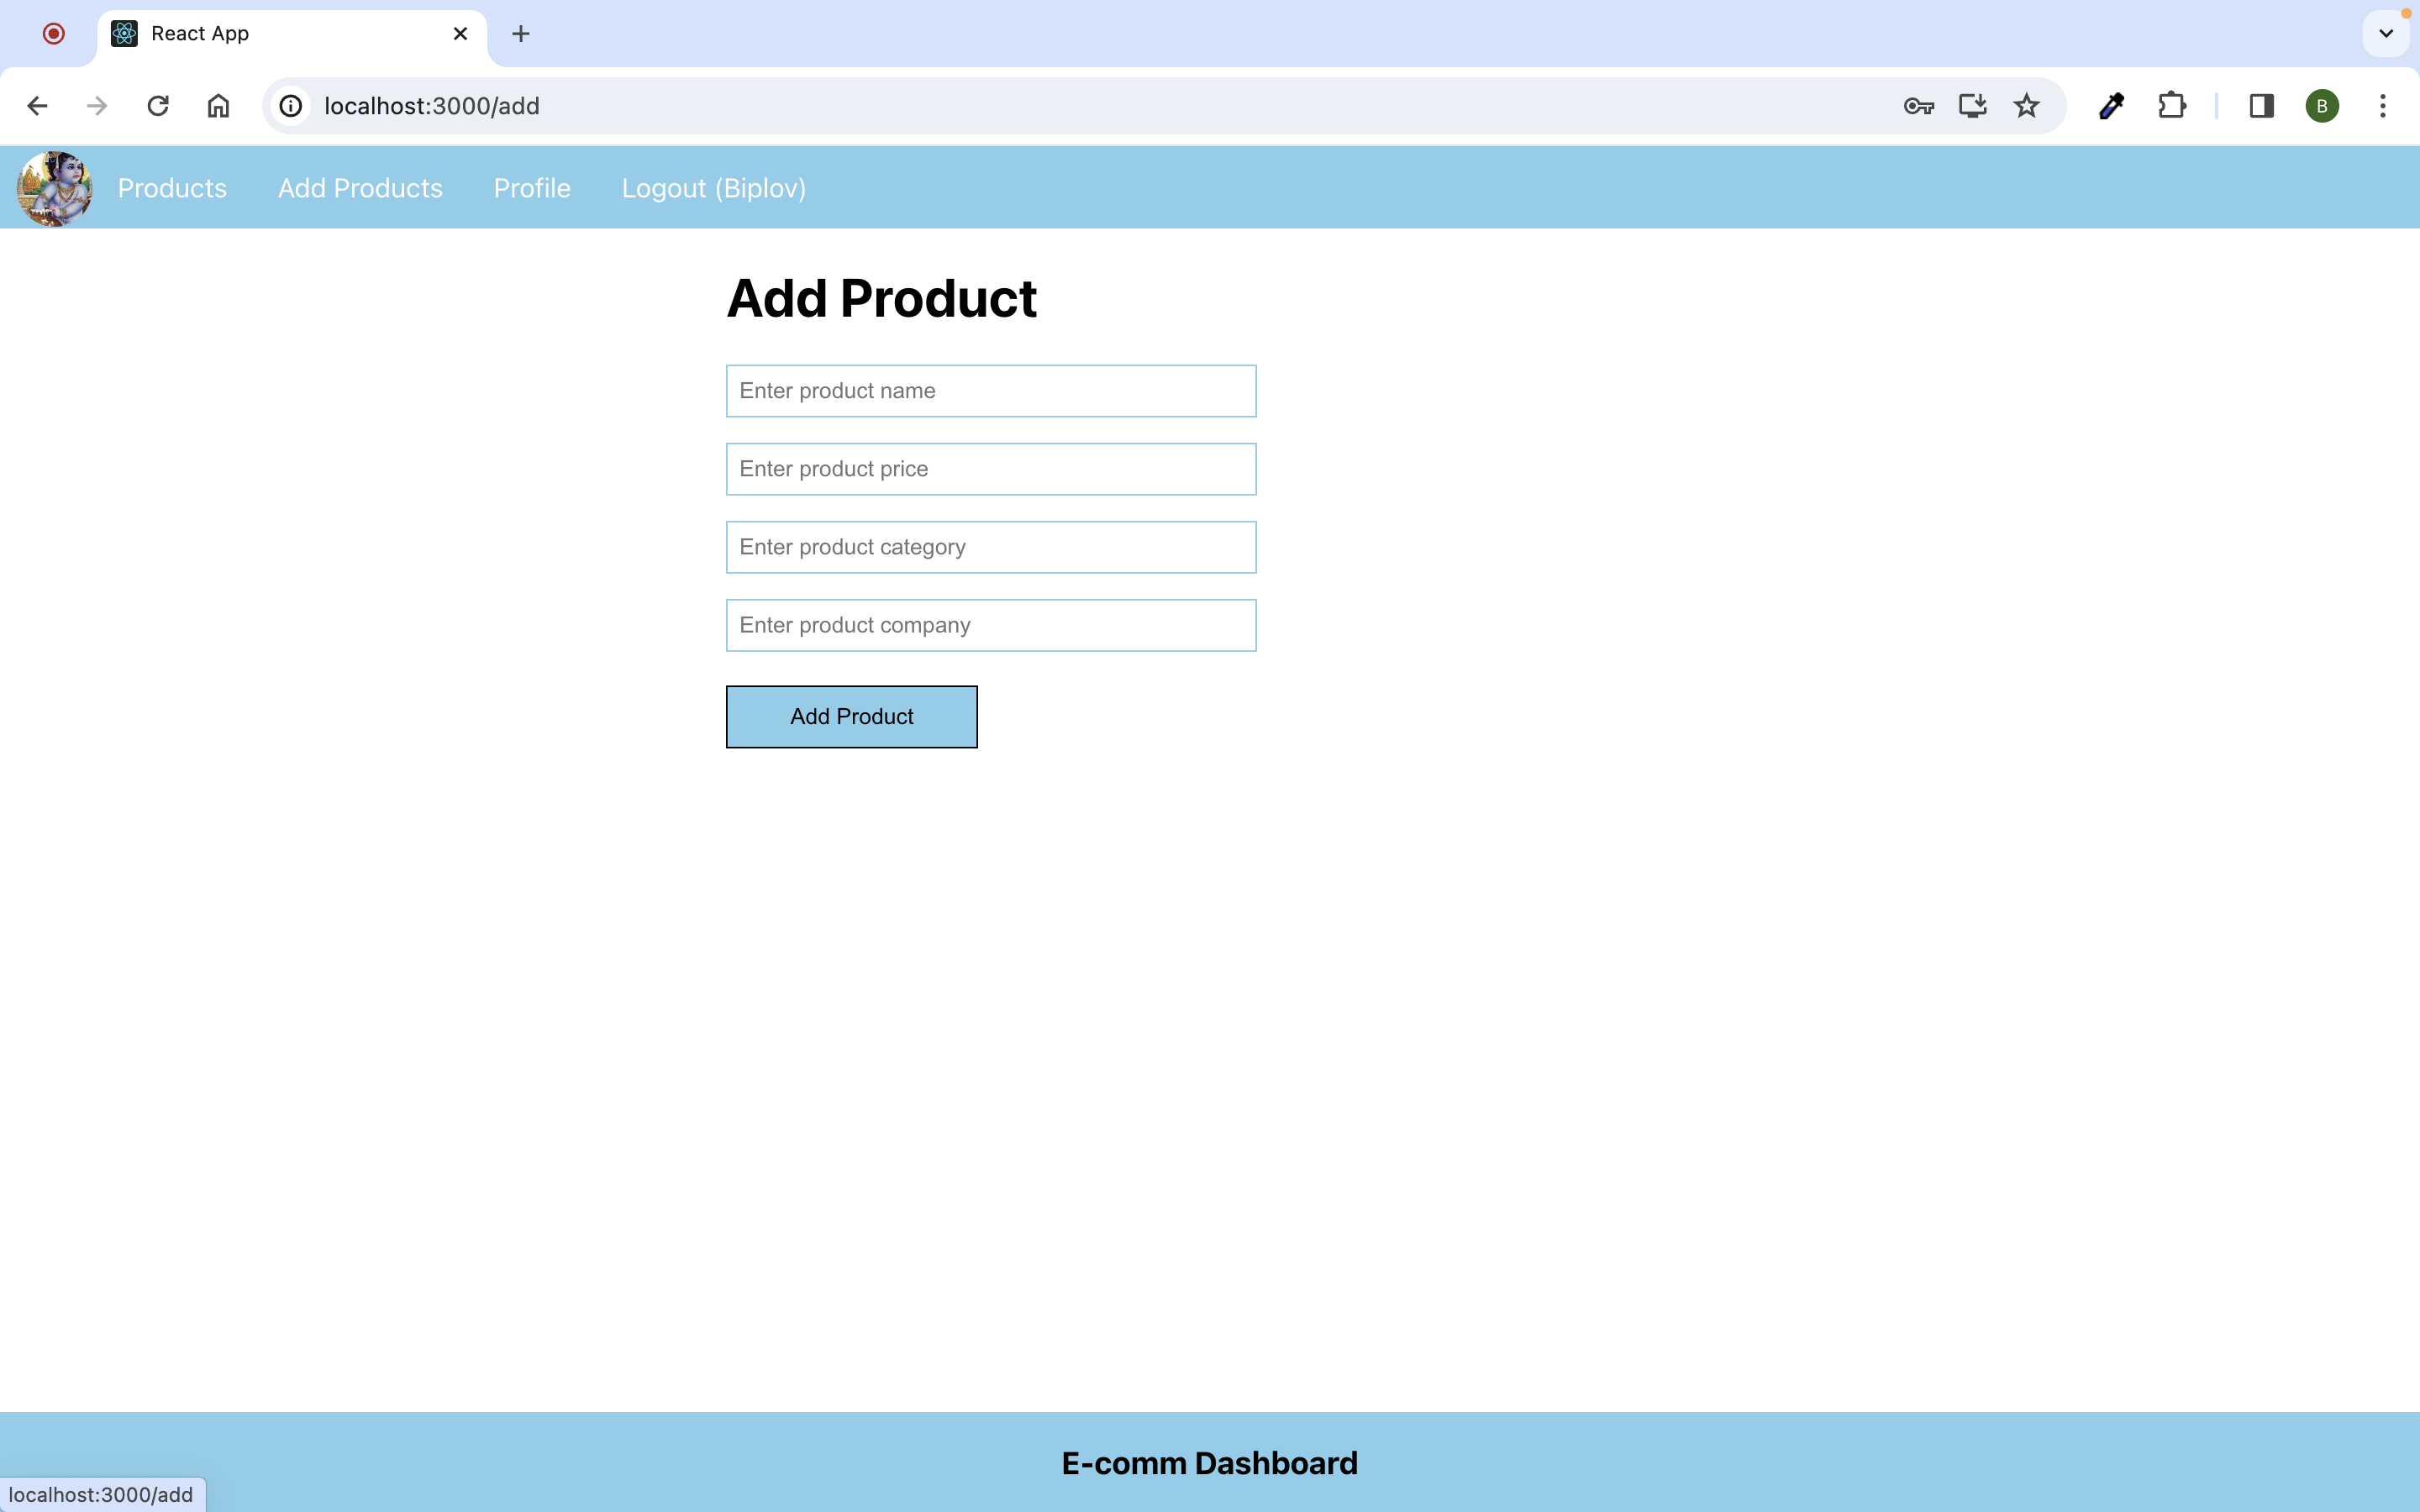 React App
localhost:3000/add
B
Products Add Products Profile Logout (Biplov)
Add Product
Enter product name
Enter product price
Enter product category
Enter product company
Add Product
E-comm Dashboard
localhost:3000/add